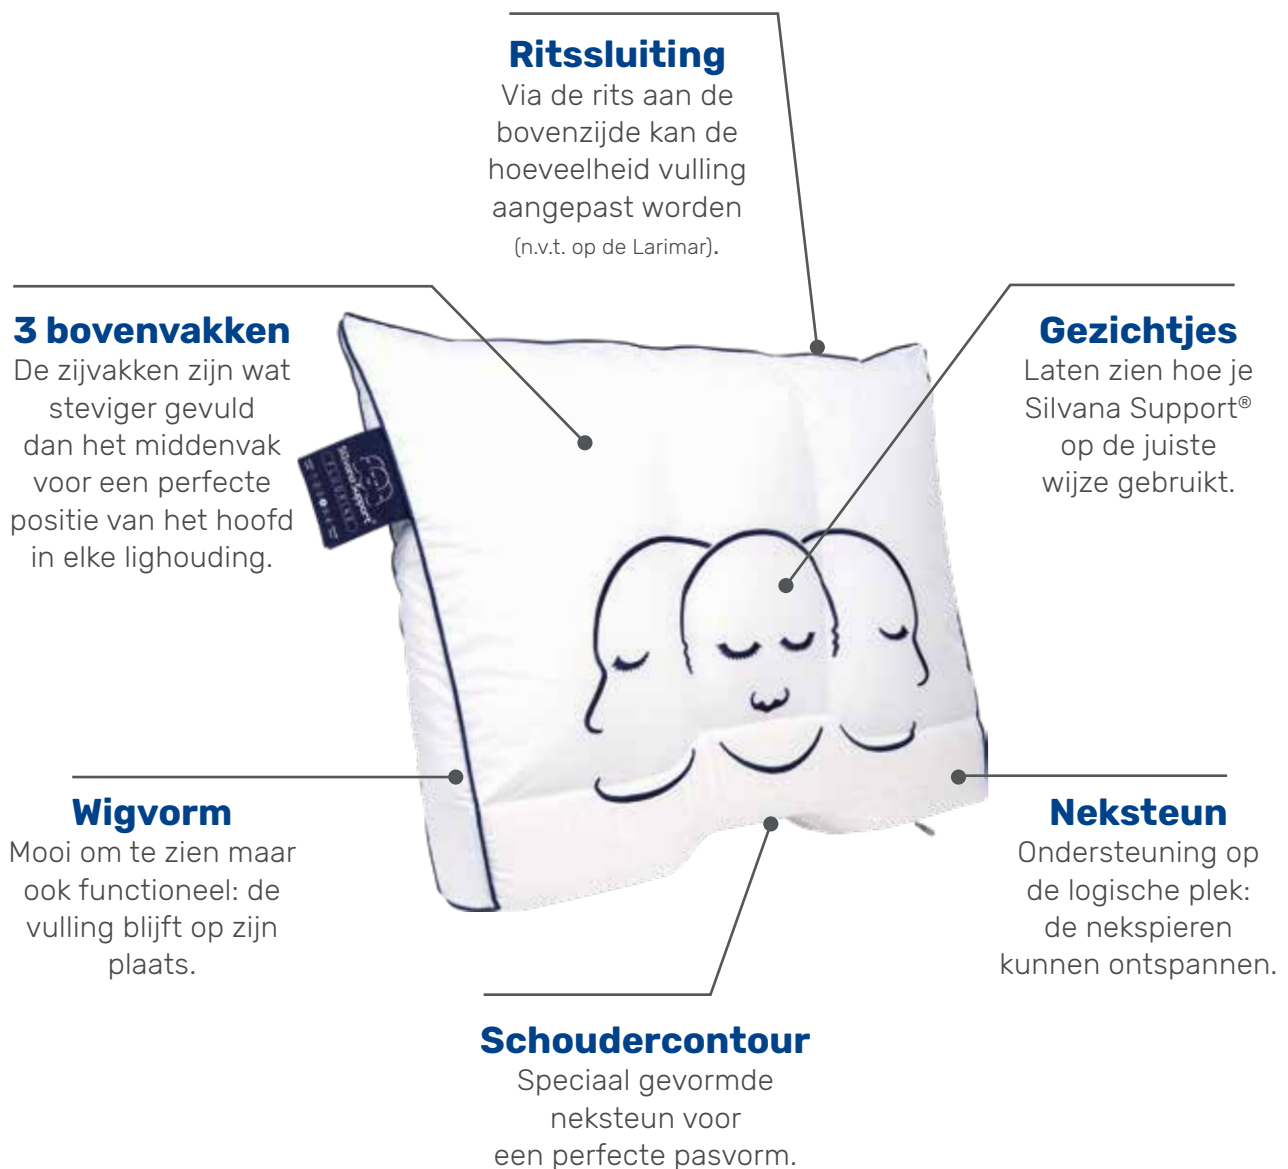 Ritssluiting
Via de rits aan de
bovenzijde kan de
hoeveelheid vulling
aangepast worden
(n.v.t. op de Larimar).
3 bovenvakken
De zijvakken zijn wat
steviger gevuld
dan het middenvak
voor een perfecte
positie van het hoofd
in elke lighouding.
Gezichtjes
Laten zien hoe je
Silvana Support®
op de juiste
wijze gebruikt.
silvana support®
Wigvorm
Mooi om te zien maar
ook functioneel: de
vulling blijft op zijn
plaats.
Neksteun
Ondersteuning op
de logische plek:
de nekspieren
kunnen ontspannen.
Schoudercontour
Speciaal gevormde
neksteun voor
een perfecte pasvorm.